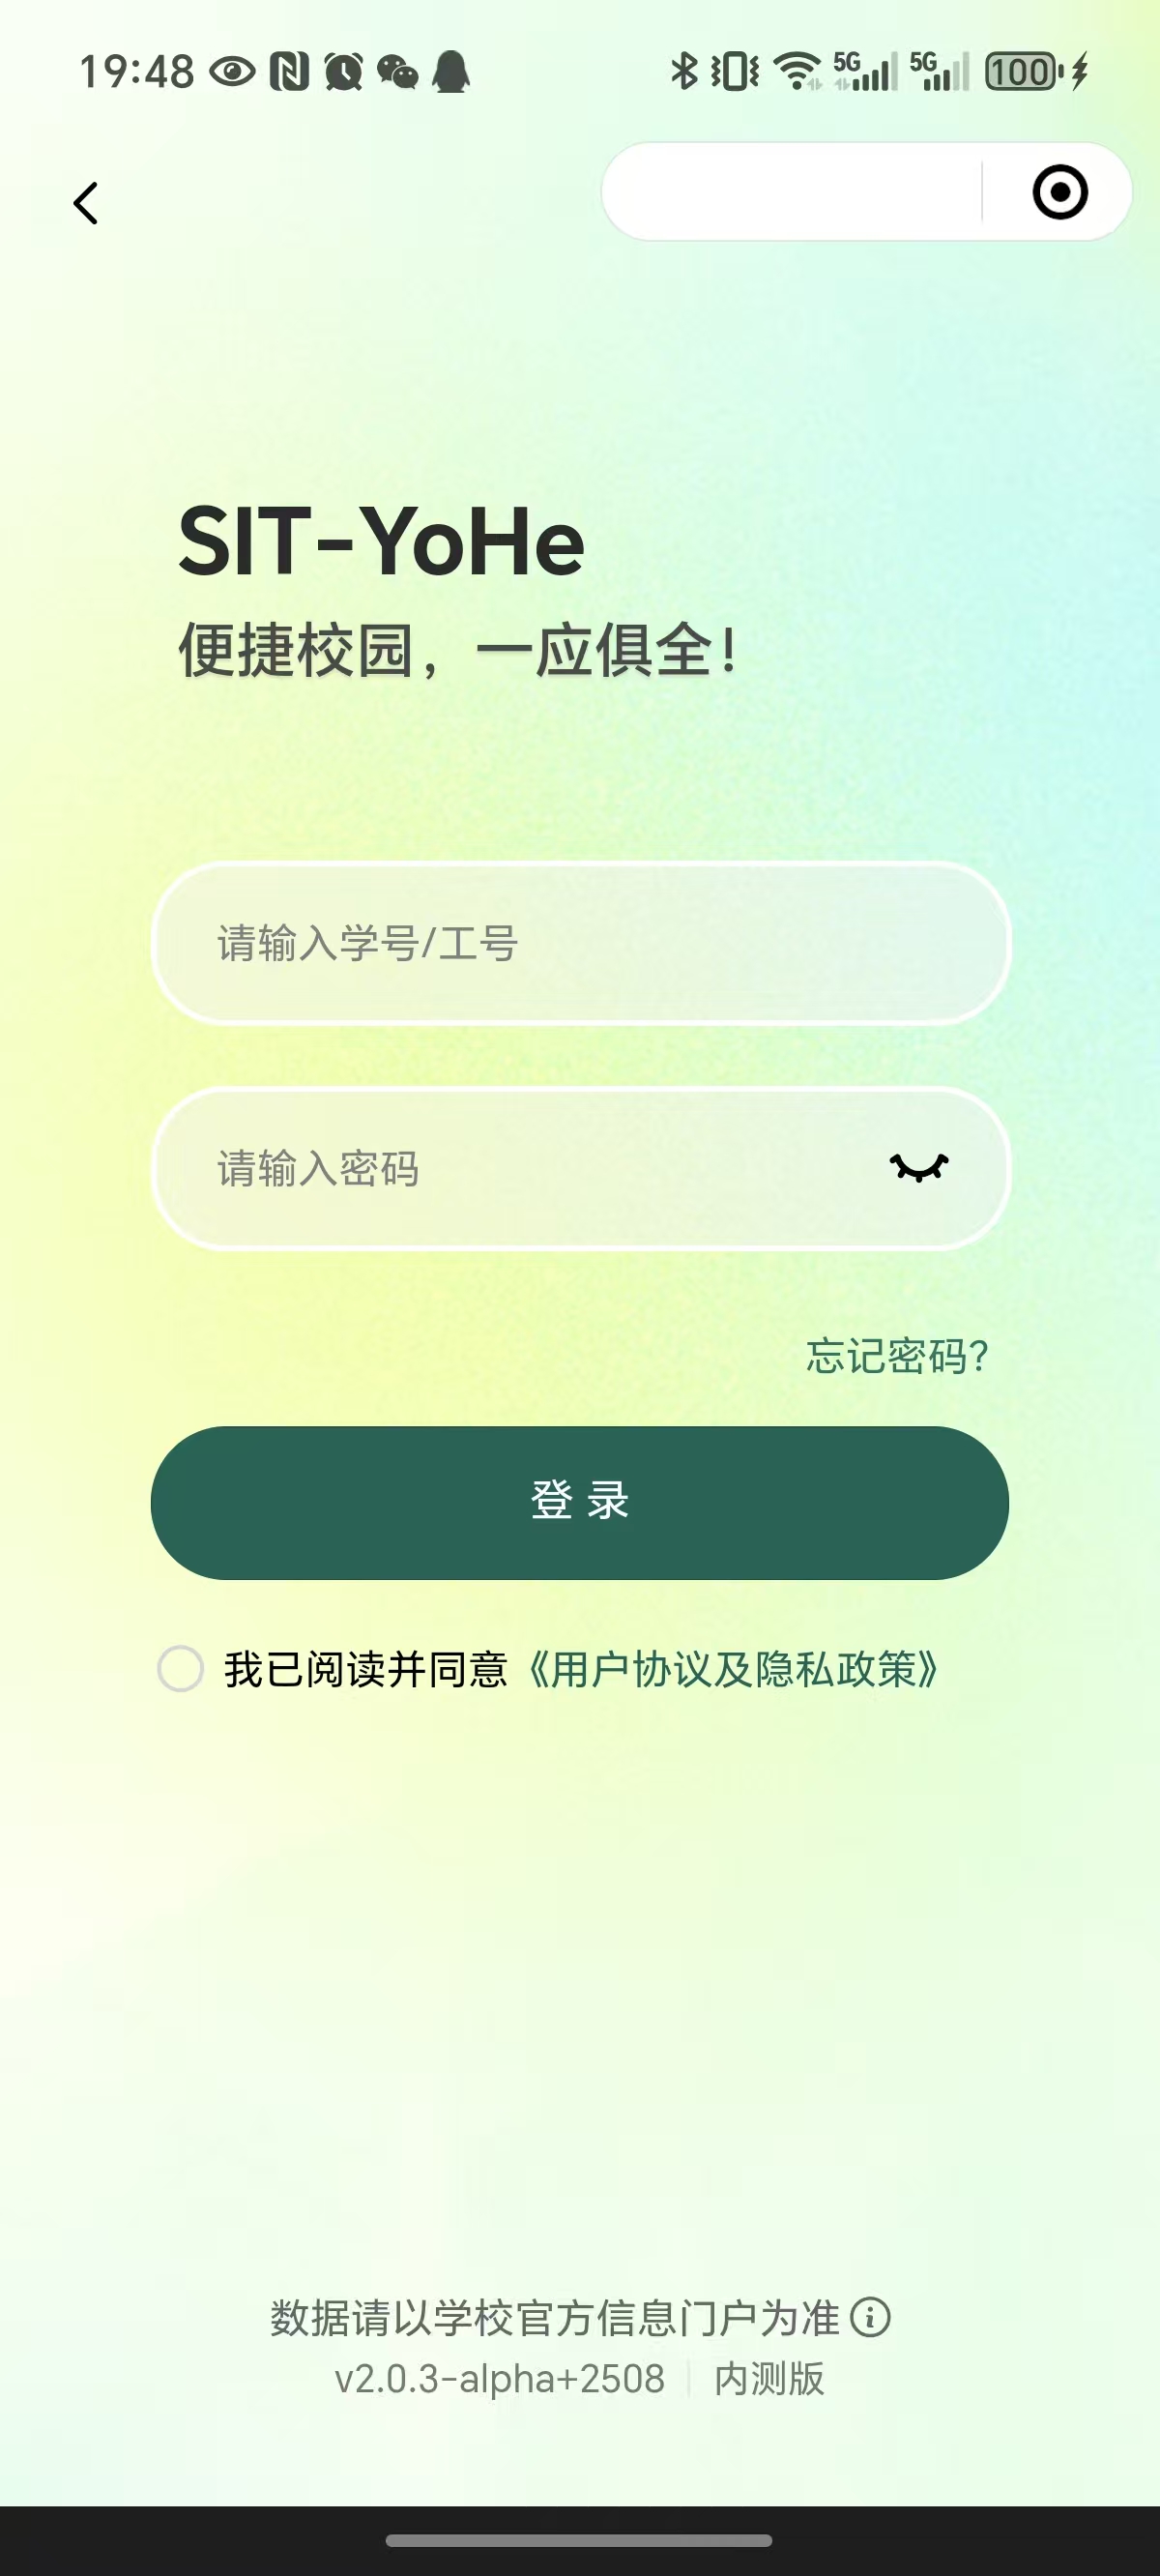 19:48
5G 5G 100
SIT-YoHe
便捷校园，一应俱全！
请输入学号/工号
请输入密码
忘记密码？
登 录
我已阅读并同意《用户协议及隐私政策》
数据请以学校官方信息门户为准
v2.0.3-alpha+2508 | 内测版